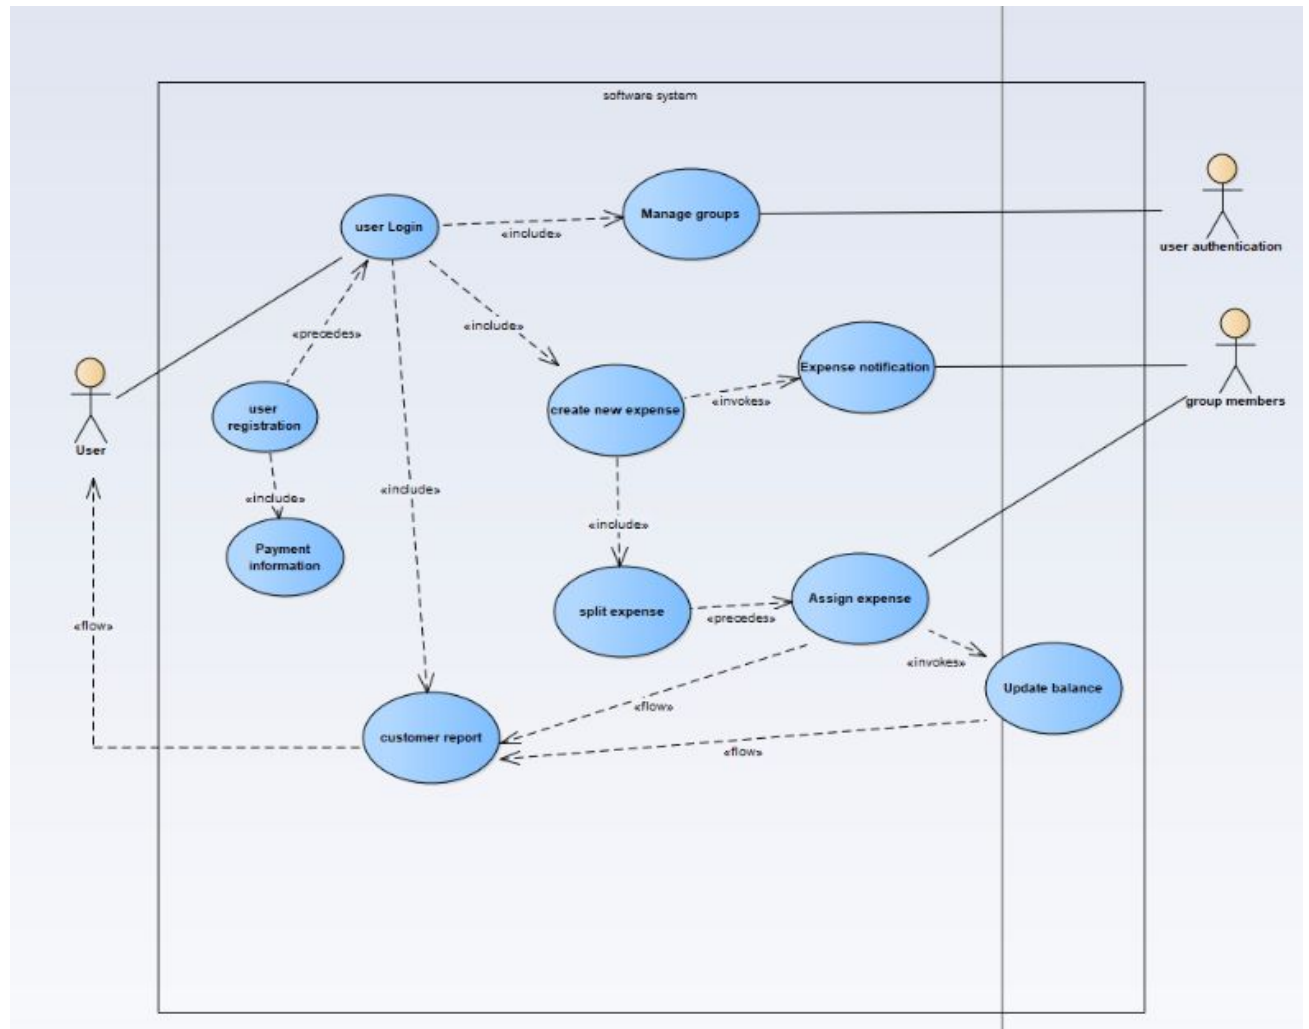 software system
user Login
«include»
Manage groups
user authentication
«precedes»
«include»
Expense notification
group members
User
user
registration
create new expense
«invokes»
«include»
«include»
«include»
Payment
information
split expense
«precedes»
Assign expense
«flow»
«invokes»
Update balance
«flow»
customer report
«flow»